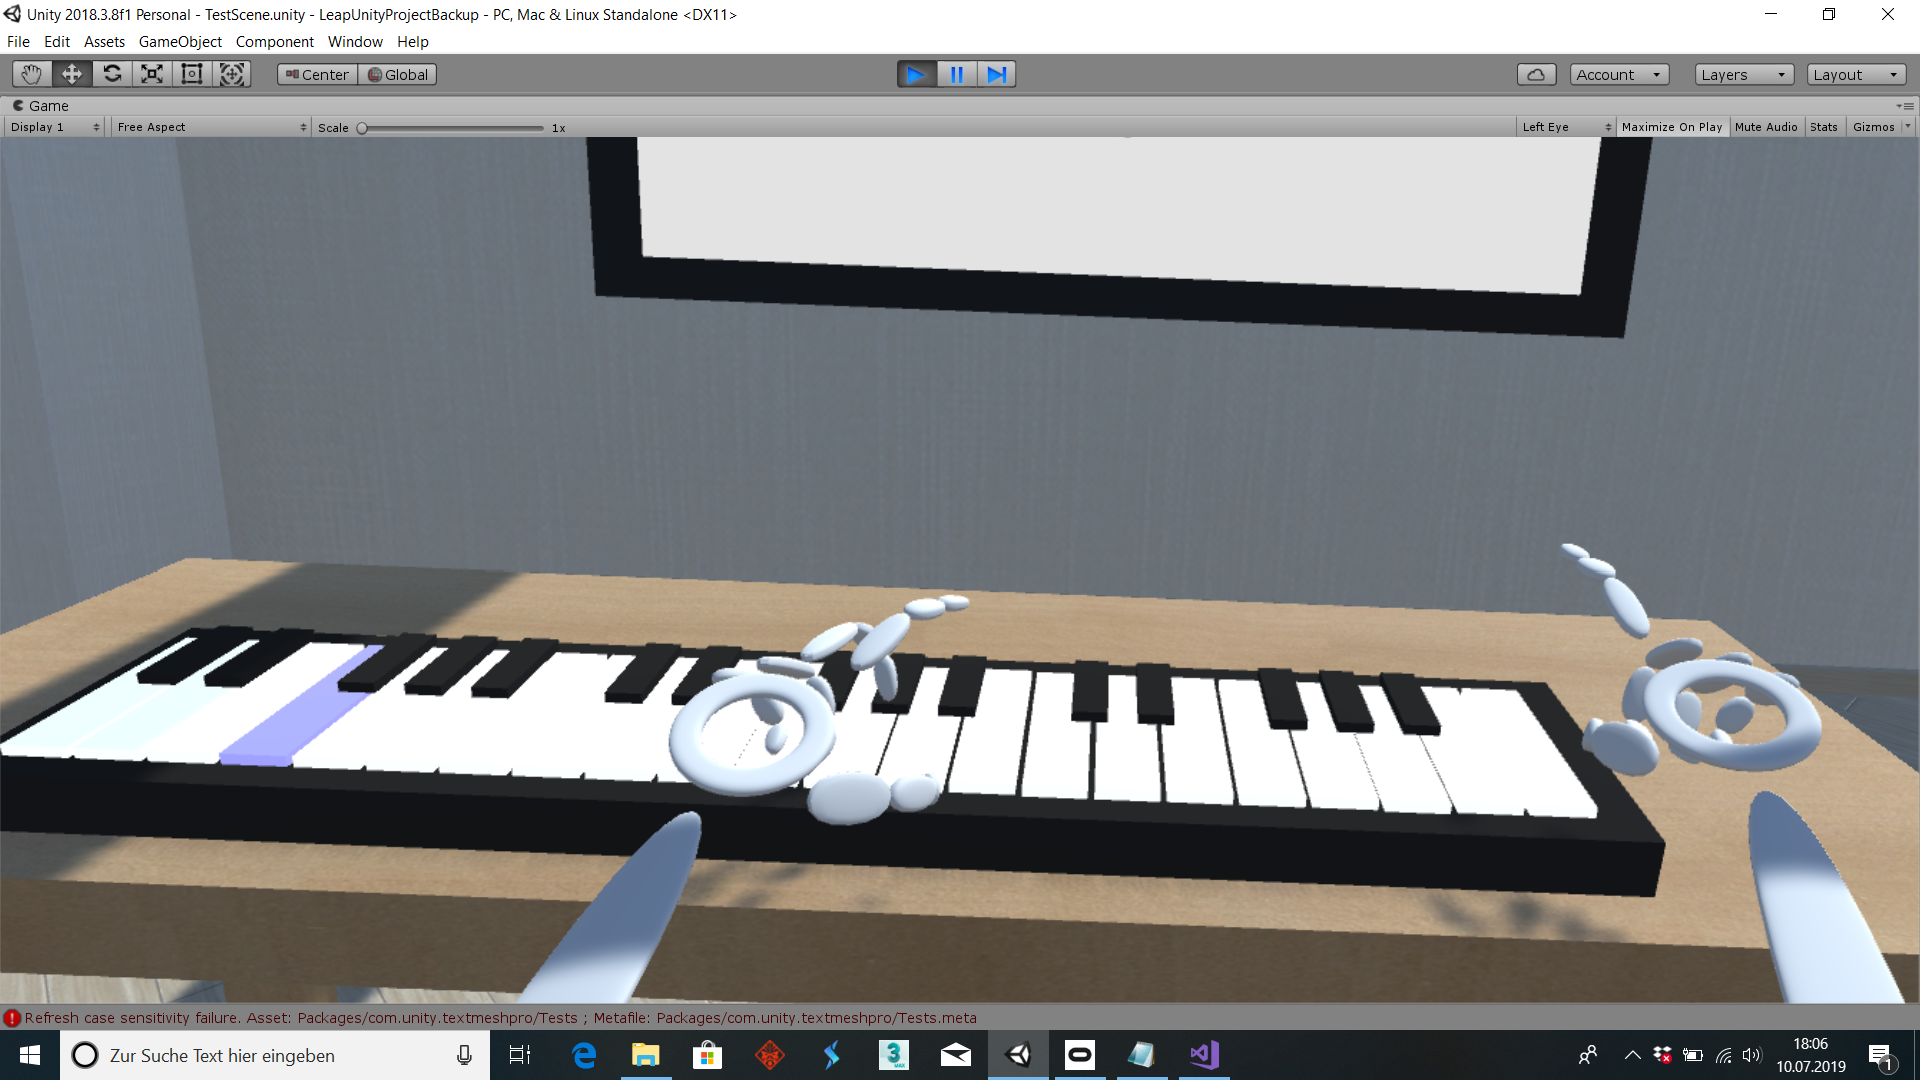 Unity 2018.3.8f1 Personal - TestScene.unity - LeapUnityProjectBackup - PC, Mac & Linux Standalone <DX11>
File Edit Assets GameObject Component Window Help
Center Global Account Layers Layout
Game
Display 1 Free Aspect Scale 1x Left Eye Maximize On Play Mute Audio Stats Gizmos
Refresh case sensitivity failure. Asset: Packages/com.unity.textmeshpro/Tests ; Metafile: Packages/com.unity.textmeshpro/Tests.meta
Zur Suche Text hier eingeben
3
MAX
18:06
10.07.2019
1